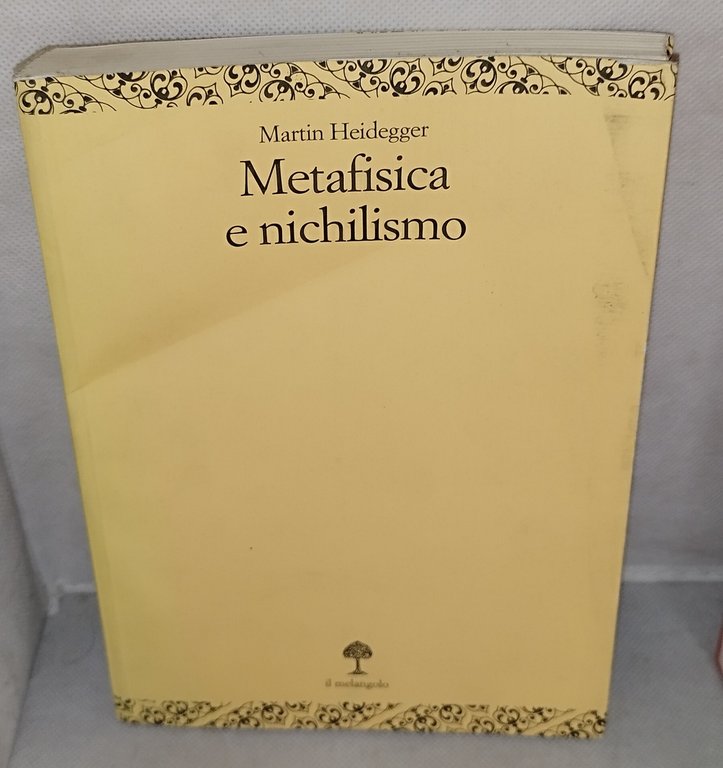 Martin Heidegger
Metafisica
e nichilismo
il melangolo